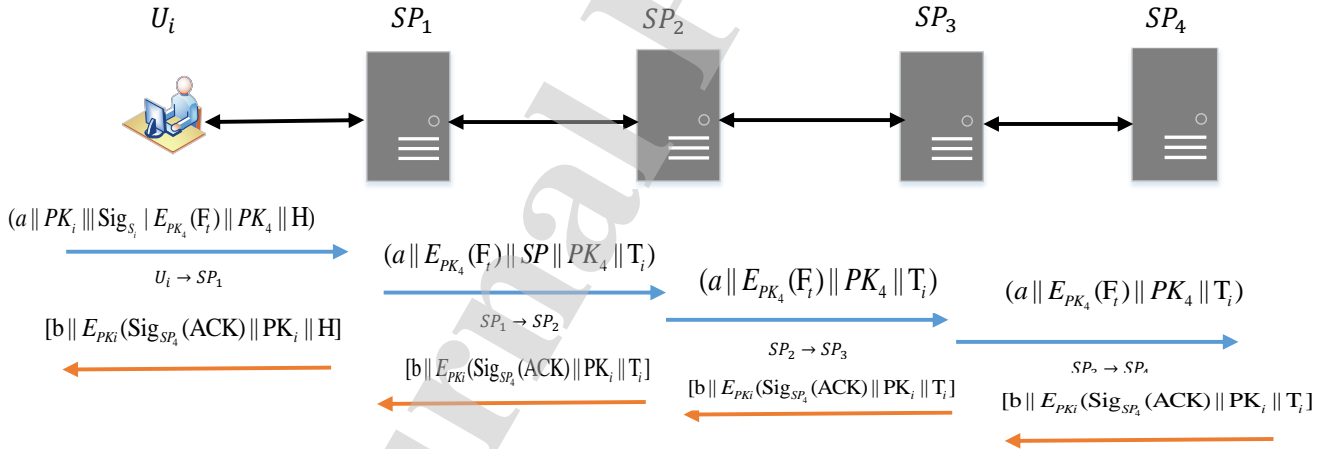 U_i SP_1 SP_2 SP_3 SP_4
(a || PK_i ||| Sig_{S_i} | E_{PK_4}(F_t) || PK_4 || H)
U_i → SP_1
[b || E_{PKi}(Sig_{SP_4}(ACK) || PK_i || H]
(a || E_{PK_4}(F_t) || SP || PK_4 || T_i)
SP_1 → SP_2
[b || E_{PKi}(Sig_{SP_4}(ACK) || PK_i || T_i]
(a || E_{PK_4}(F_t) || PK_4 || T_i)
SP_2 → SP_3
[b || E_{PKi}(Sig_{SP_4}(ACK) || PK_i || T_i]
(a || E_{PK_4}(F_t) || PK_4 || T_i)
SP_3 → SP_4
[b || E_{PKi}(Sig_{SP_4}(ACK) || PK_i || T_i]
urnal